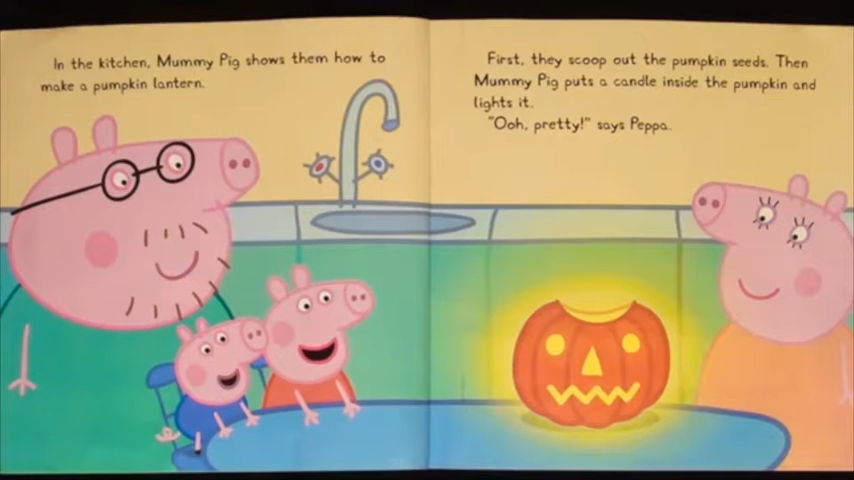 In the kitchen, Mummy Pig shows them how to
make a pumpkin lantern.
First, they scoop out the pumpkin seeds. Then
Mummy Pig puts a candle inside the pumpkin and
lights it.
"Ooh, pretty!" says Peppa.